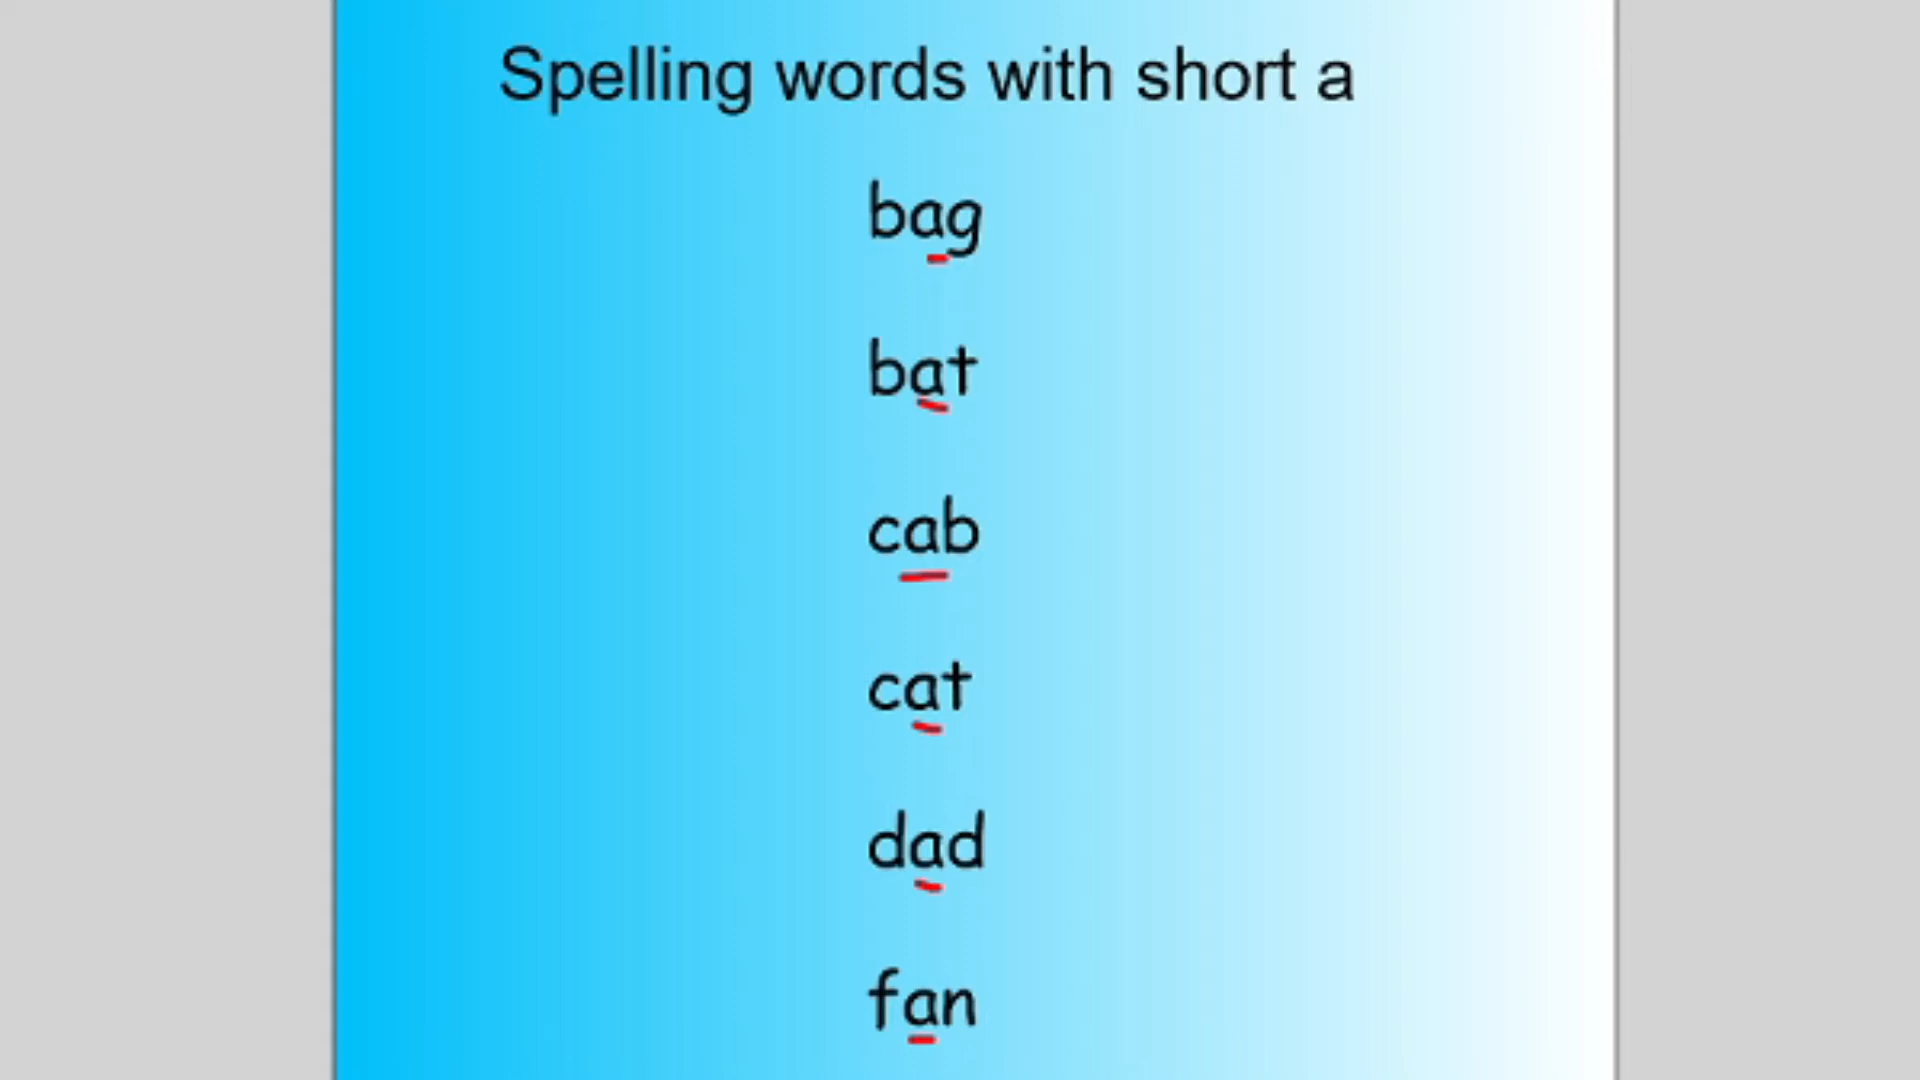 Spelling words with short a
bag
bat
cab
cat
dad
fan